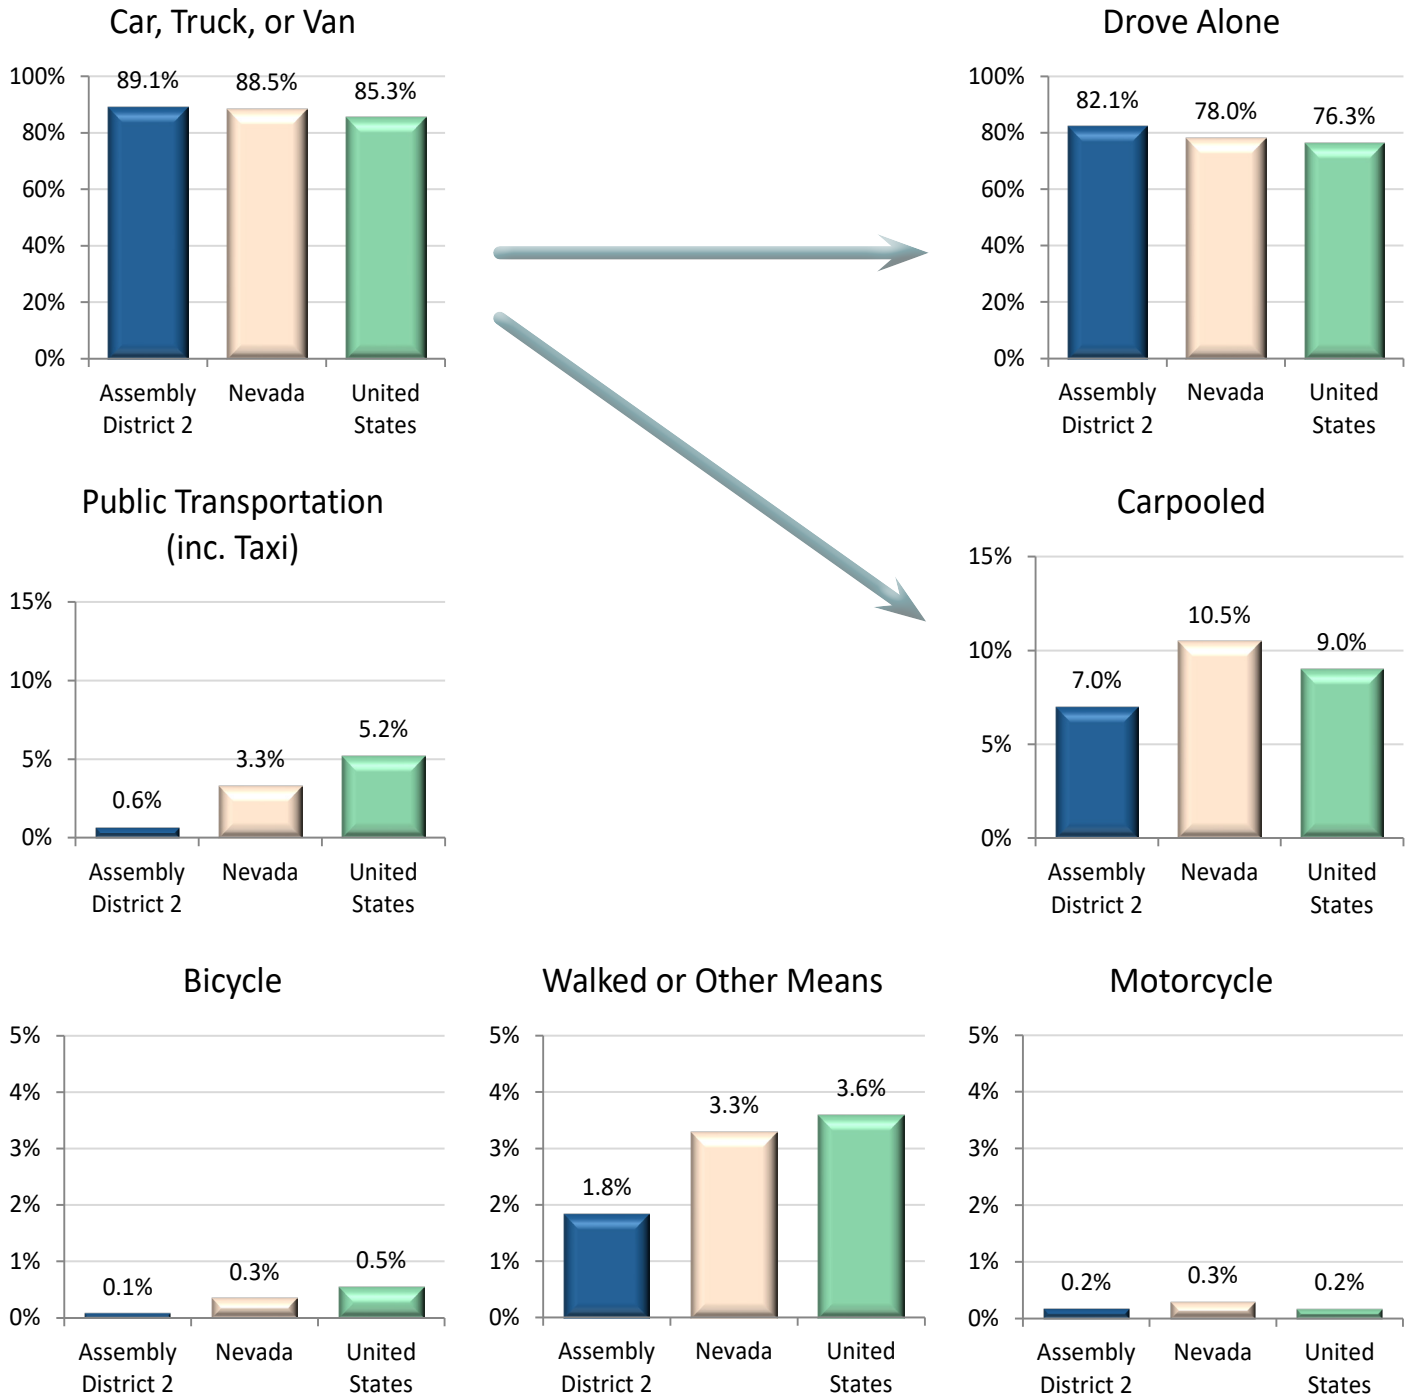 Car, Truck, or Van
100%
80%
60%
40%
20%
0%
89.1%
88.5%
85.3%
Assembly
District 2
Nevada
United
States
Drove Alone
100%
80%
60%
40%
20%
0%
82.1%
78.0%
76.3%
Assembly
District 2
Nevada
United
States
Public Transportation
(inc. Taxi)
15%
10%
5%
0%
0.6%
3.3%
5.2%
Assembly
District 2
Nevada
United
States
Carpooled
15%
10%
5%
0%
7.0%
10.5%
9.0%
Assembly
District 2
Nevada
United
States
Bicycle
5%
4%
3%
2%
1%
0%
0.1%
0.3%
0.5%
Assembly
District 2
Nevada
United
States
Walked or Other Means
5%
4%
3%
2%
1%
0%
1.8%
3.3%
3.6%
Assembly
District 2
Nevada
United
States
Motorcycle
5%
4%
3%
2%
1%
0%
0.2%
0.3%
0.2%
Assembly
District 2
Nevada
United
States